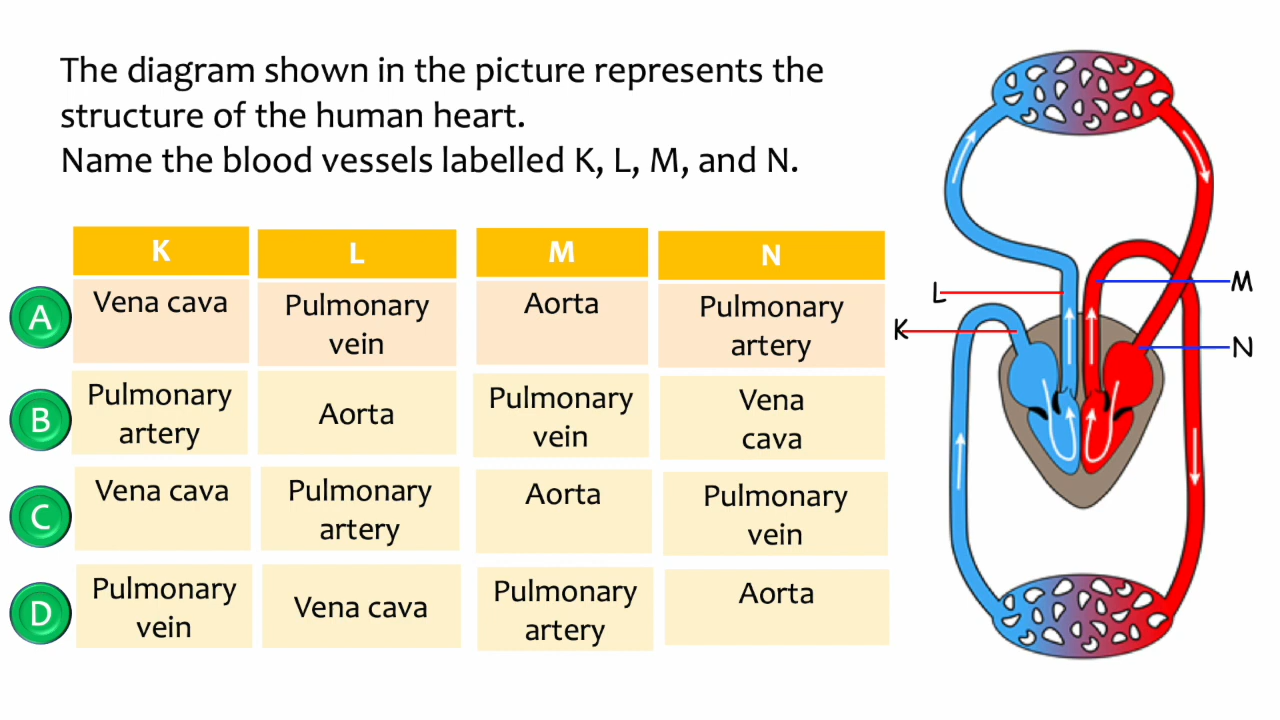 The diagram shown in the picture represents the
structure of the human heart.
Name the blood vessels labelled K, L, M, and N.
K L M N
A Vena cava Pulmonary vein Aorta Pulmonary artery
B Pulmonary artery Aorta Pulmonary vein Vena cava
C Vena cava Pulmonary artery Aorta Pulmonary vein
D Pulmonary vein Vena cava Pulmonary artery Aorta
L
M
K
N